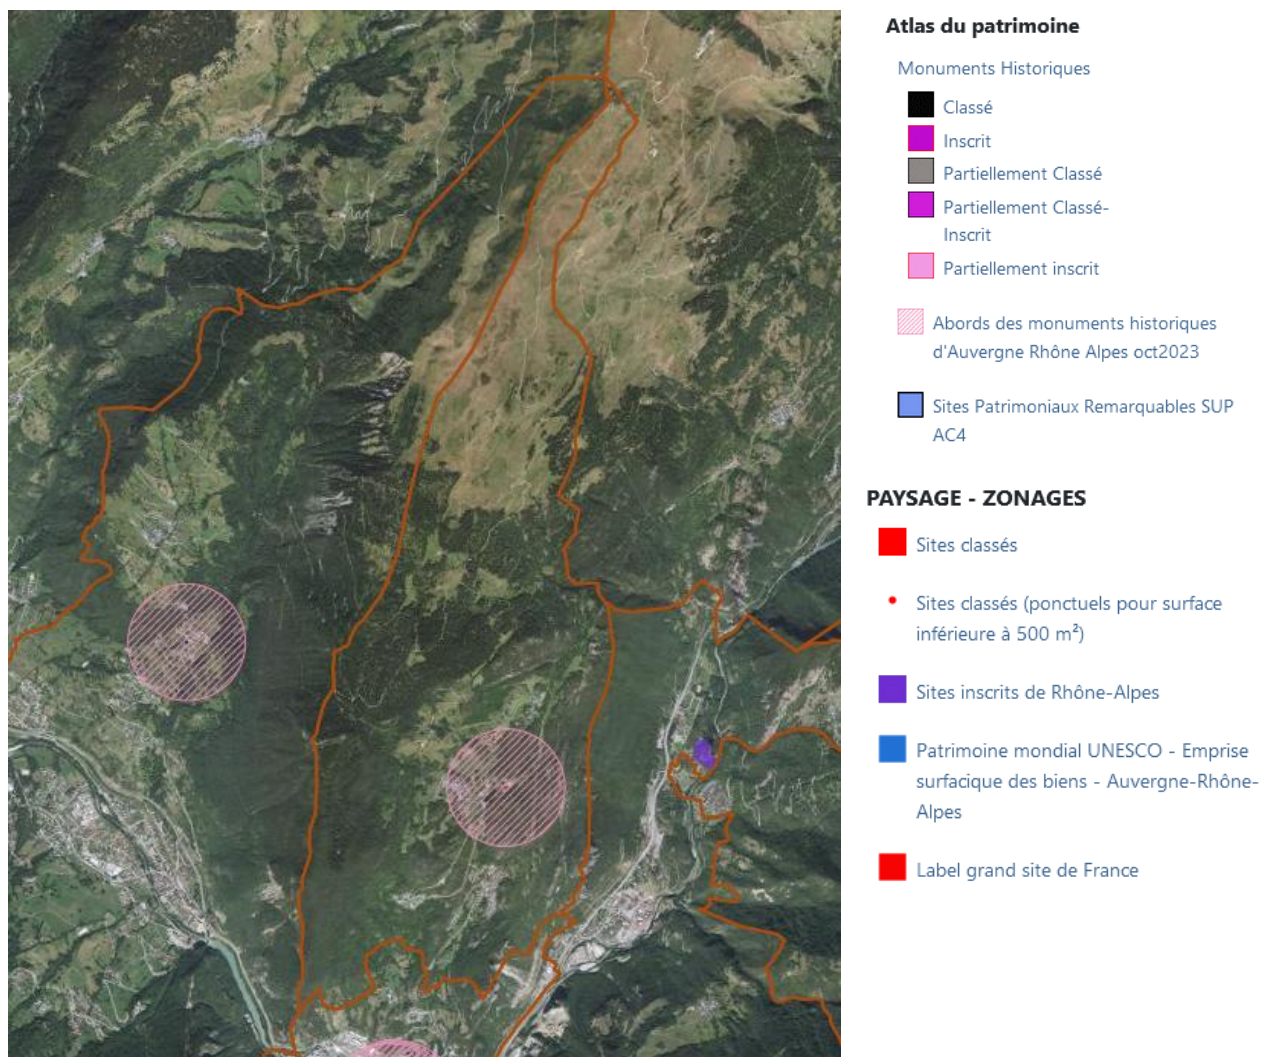 Atlas du patrimoine
Monuments Historiques
Classé
Inscrit
Partiellement Classé
Partiellement Classé-
Inscrit
Partiellement inscrit
Abords des monuments historiques
d'Auvergne Rhône Alpes oct2023
Sites Patrimoniaux Remarquables SUP
AC4
PAYSAGE - ZONAGES
Sites classés
Sites classés (ponctuels pour surface
inférieure à 500 m²)
Sites inscrits de Rhône-Alpes
Patrimoine mondial UNESCO - Emprise
surfacique des biens - Auvergne-Rhône-
Alpes
Label grand site de France